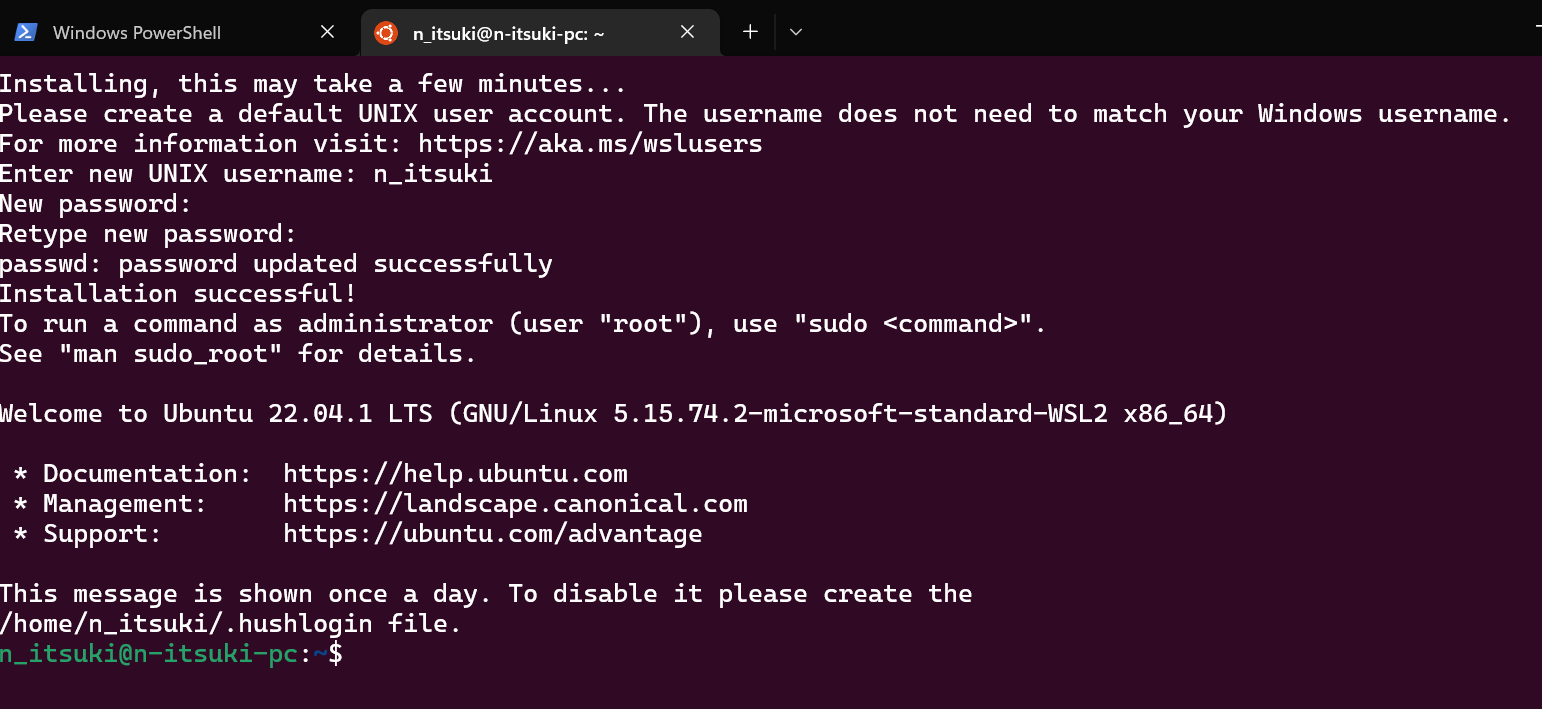 Windows PowerShell
n_itsuki@n-itsuki-pc: ~
Installing, this may take a few minutes...
Please create a default UNIX user account. The username does not need to match your Windows username.
For more information visit: https://aka.ms/wslusers
Enter new UNIX username: n_itsuki
New password:
Retype new password:
passwd: password updated successfully
Installation successful!
To run a command as administrator (user "root"), use "sudo <command>".
See "man sudo_root" for details.
Welcome to Ubuntu 22.04.1 LTS (GNU/Linux 5.15.74.2-microsoft-standard-WSL2 x86_64)
* Documentation:  https://help.ubuntu.com
* Management:     https://landscape.canonical.com
* Support:        https://ubuntu.com/advantage
This message is shown once a day. To disable it please create the
/home/n_itsuki/.hushlogin file.
n_itsuki@n-itsuki-pc:~$